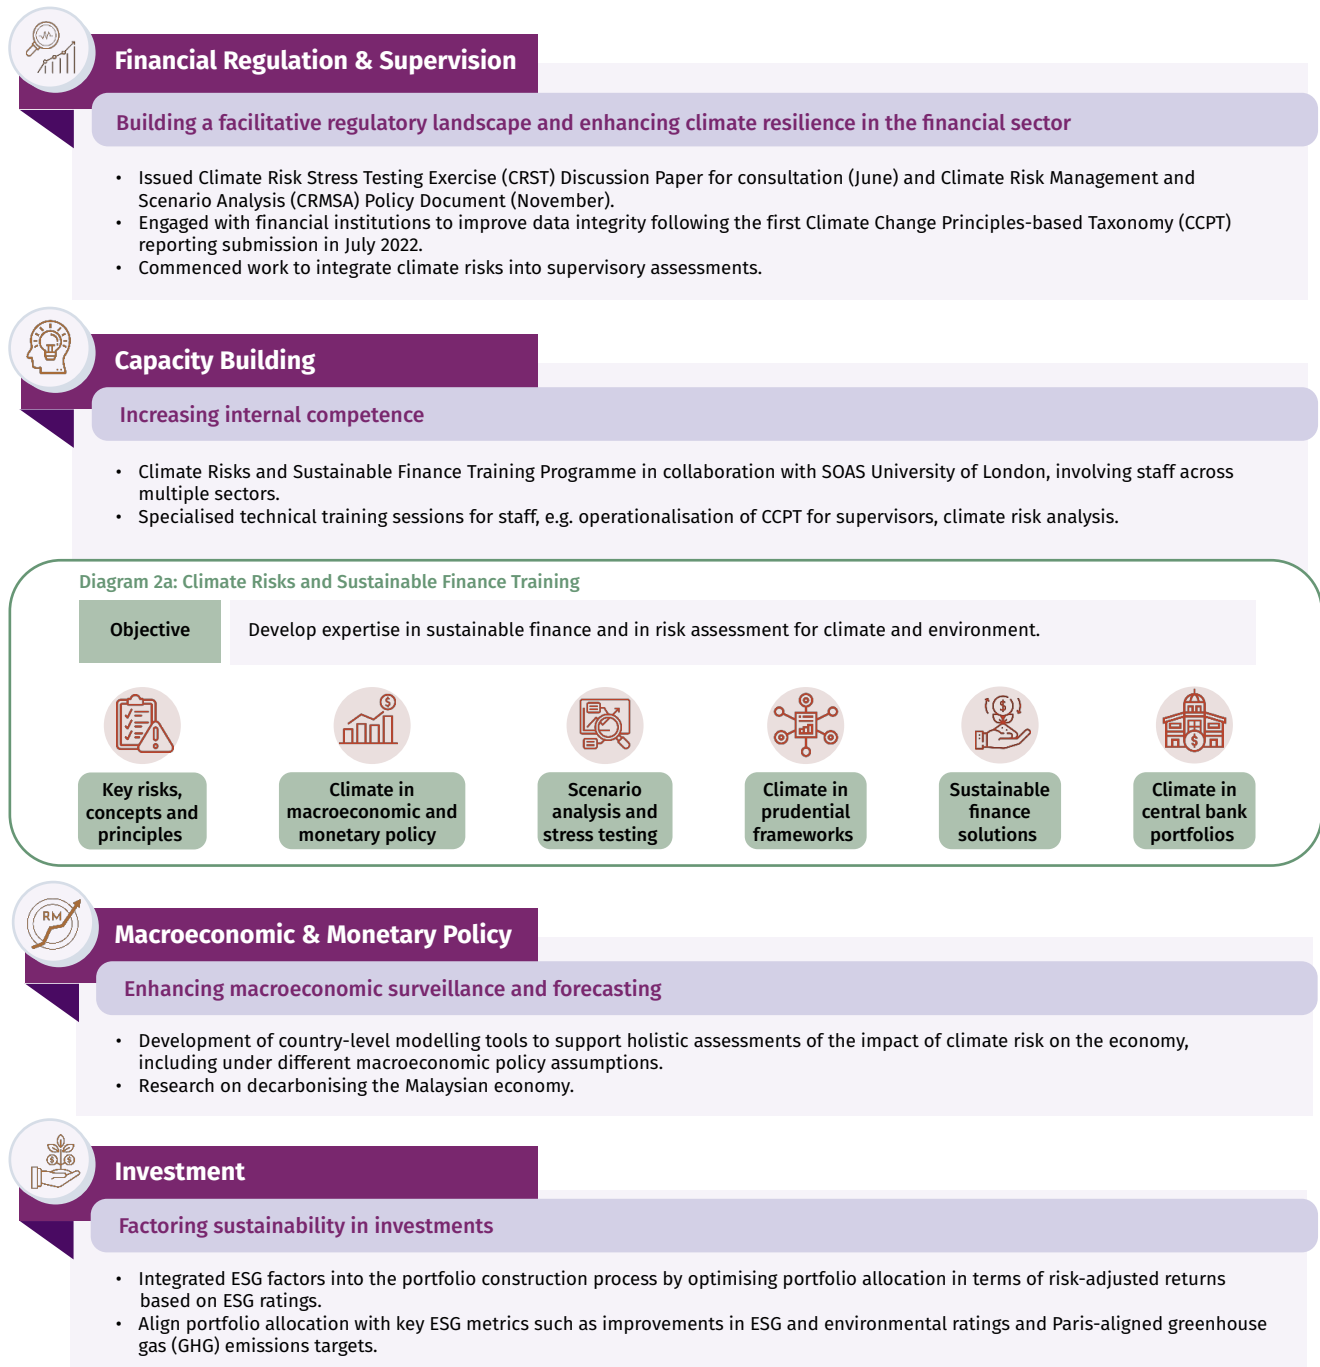 Financial Regulation & Supervision
Building a facilitative regulatory landscape and enhancing climate resilience in the financial sector
• Issued Climate Risk Stress Testing Exercise (CRST) Discussion Paper for consultation (June) and Climate Risk Management and
Scenario Analysis (CRMSA) Policy Document (November).
• Engaged with financial institutions to improve data integrity following the first Climate Change Principles-based Taxonomy (CCPT)
reporting submission in July 2022.
• Commenced work to integrate climate risks into supervisory assessments.
Capacity Building
Increasing internal competence
• Climate Risks and Sustainable Finance Training Programme in collaboration with SOAS University of London, involving staff across
multiple sectors.
• Specialised technical training sessions for staff, e.g. operationalisation of CCPT for supervisors, climate risk analysis.
Diagram 2a: Climate Risks and Sustainable Finance Training
Objective
Develop expertise in sustainable finance and in risk assessment for climate and environment.
Key risks,
concepts and
principles
Climate in
macroeconomic and
monetary policy
Scenario
analysis and
stress testing
Climate in
prudential
frameworks
Sustainable
finance
solutions
Climate in
central bank
portfolios
RM
Macroeconomic & Monetary Policy
Enhancing macroeconomic surveillance and forecasting
• Development of country-level modelling tools to support holistic assessments of the impact of climate risk on the economy,
including under different macroeconomic policy assumptions.
• Research on decarbonising the Malaysian economy.
Investment
Factoring sustainability in investments
• Integrated ESG factors into the portfolio construction process by optimising portfolio allocation in terms of risk-adjusted returns
based on ESG ratings.
• Align portfolio allocation with key ESG metrics such as improvements in ESG and environmental ratings and Paris-aligned greenhouse
gas (GHG) emissions targets.